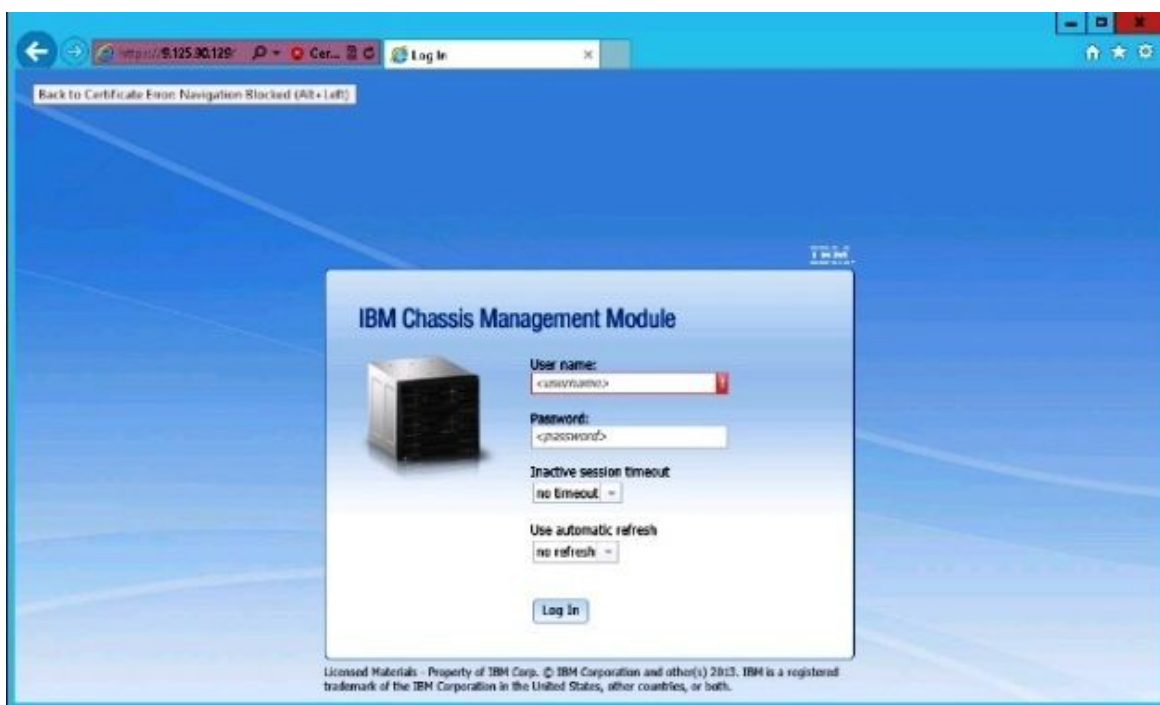 https://9.125.90.129/ Cer... Log In
Back to Certificate Error: Navigation Blocked (Alt+Left)
IBM
IBM Chassis Management Module
User name:
<username>
Password:
<password>
Inactive session timeout
no timeout
Use automatic refresh
no refresh
Log In
Licensed Materials - Property of IBM Corp. © IBM Corporation and other(s) 2013. IBM is a registered
trademark of the IBM Corporation in the United States, other countries, or both.